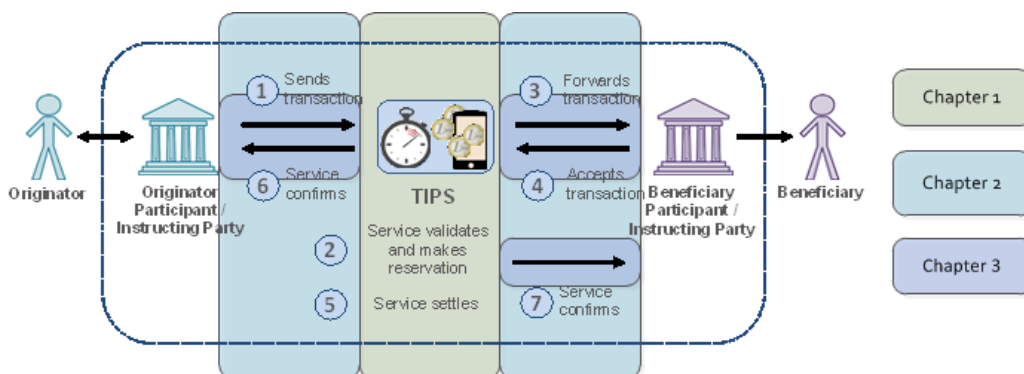 1
Sends
transaction
3
Forwards
transaction
Chapter 1
Originator
Originator
Participant /
Instructing Party
6
Service
confirms
TIPS
4
Accepts
transaction
Beneficiary
Participant /
Instructing Party
Beneficiary
Chapter 2
2
Service validates
and makes
reservation
Chapter 3
5
Service settles
7
Service
confirms